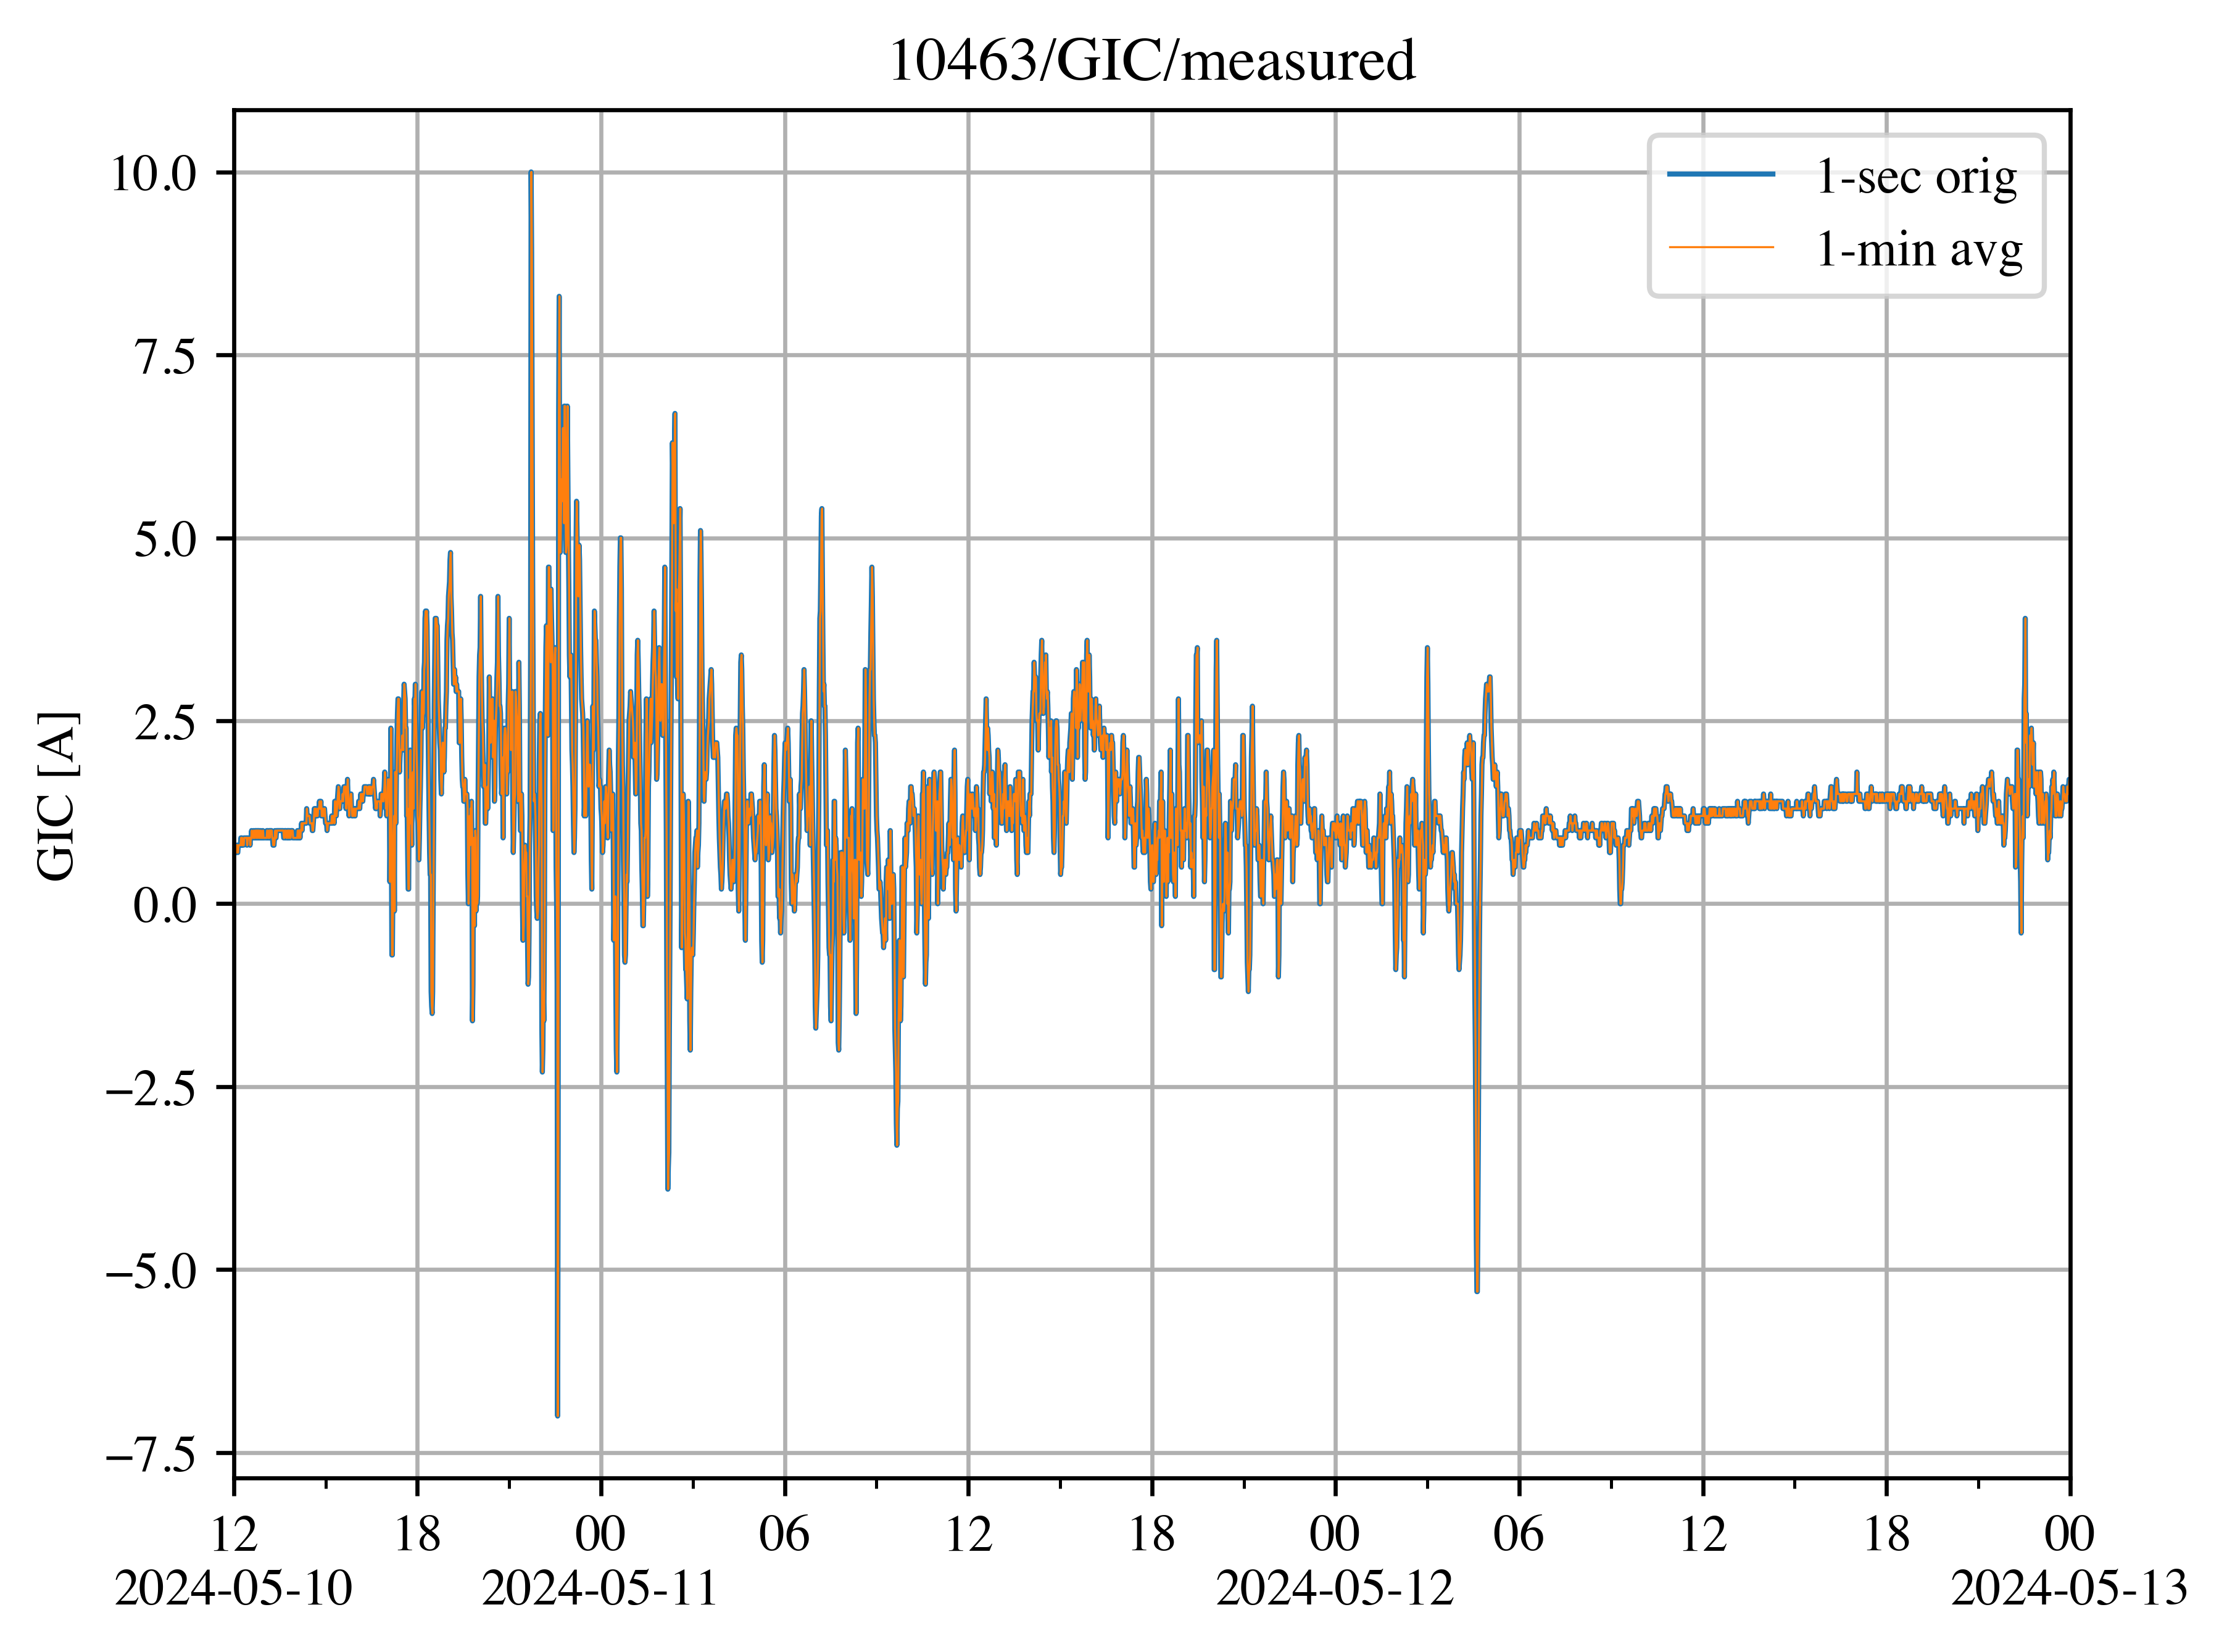 10463/GIC/measured
1-sec orig
1-min avg
GIC [A]
10.0
7.5
5.0
2.5
0.0
−2.5
−5.0
−7.5
12 18 00 06 12 18 00 06 12 18 00
2024-05-10 2024-05-11 2024-05-12 2024-05-13